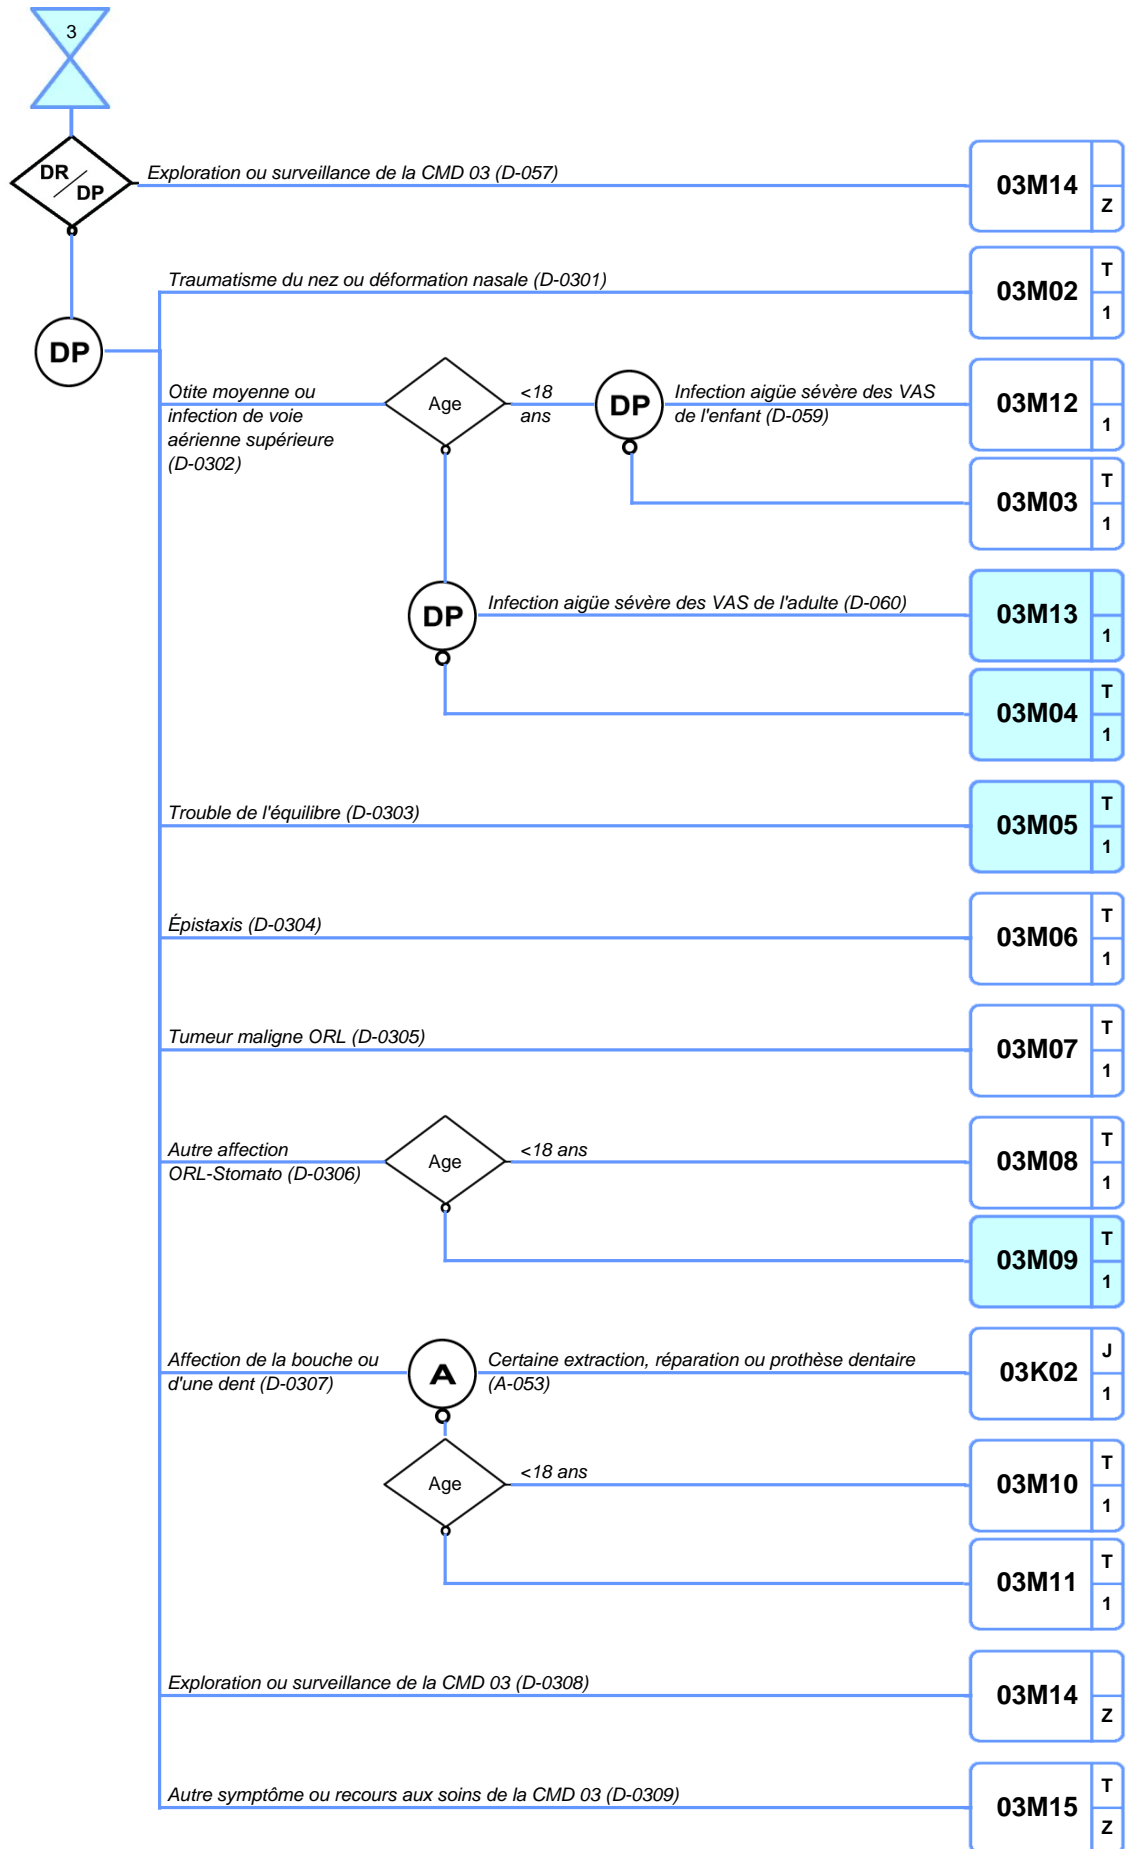 3
DR
DP
Exploration ou surveillance de la CMD 03 (D-057)
03M14
Z
Traumatisme du nez ou déformation nasale (D-0301)
03M02
T
1
DP
Otite moyenne ou
infection de voie
aérienne supérieure
(D-0302)
Age
<18
ans
DP
Infection aigüe sévère des VAS
de l'enfant (D-059)
03M12
1
03M03
T
1
DP
Infection aigüe sévère des VAS de l'adulte (D-060)
03M13
1
03M04
T
1
Trouble de l'équilibre (D-0303)
03M05
T
1
Épistaxis (D-0304)
03M06
T
1
Tumeur maligne ORL (D-0305)
03M07
T
1
Autre affection
ORL-Stomato (D-0306)
Age
<18 ans
03M08
T
1
03M09
T
1
Affection de la bouche ou
d'une dent (D-0307)
A
Certaine extraction, réparation ou prothèse dentaire
(A-053)
03K02
J
1
Age
<18 ans
03M10
T
1
03M11
T
1
Exploration ou surveillance de la CMD 03 (D-0308)
03M14
Z
Autre symptôme ou recours aux soins de la CMD 03 (D-0309)
03M15
T
Z